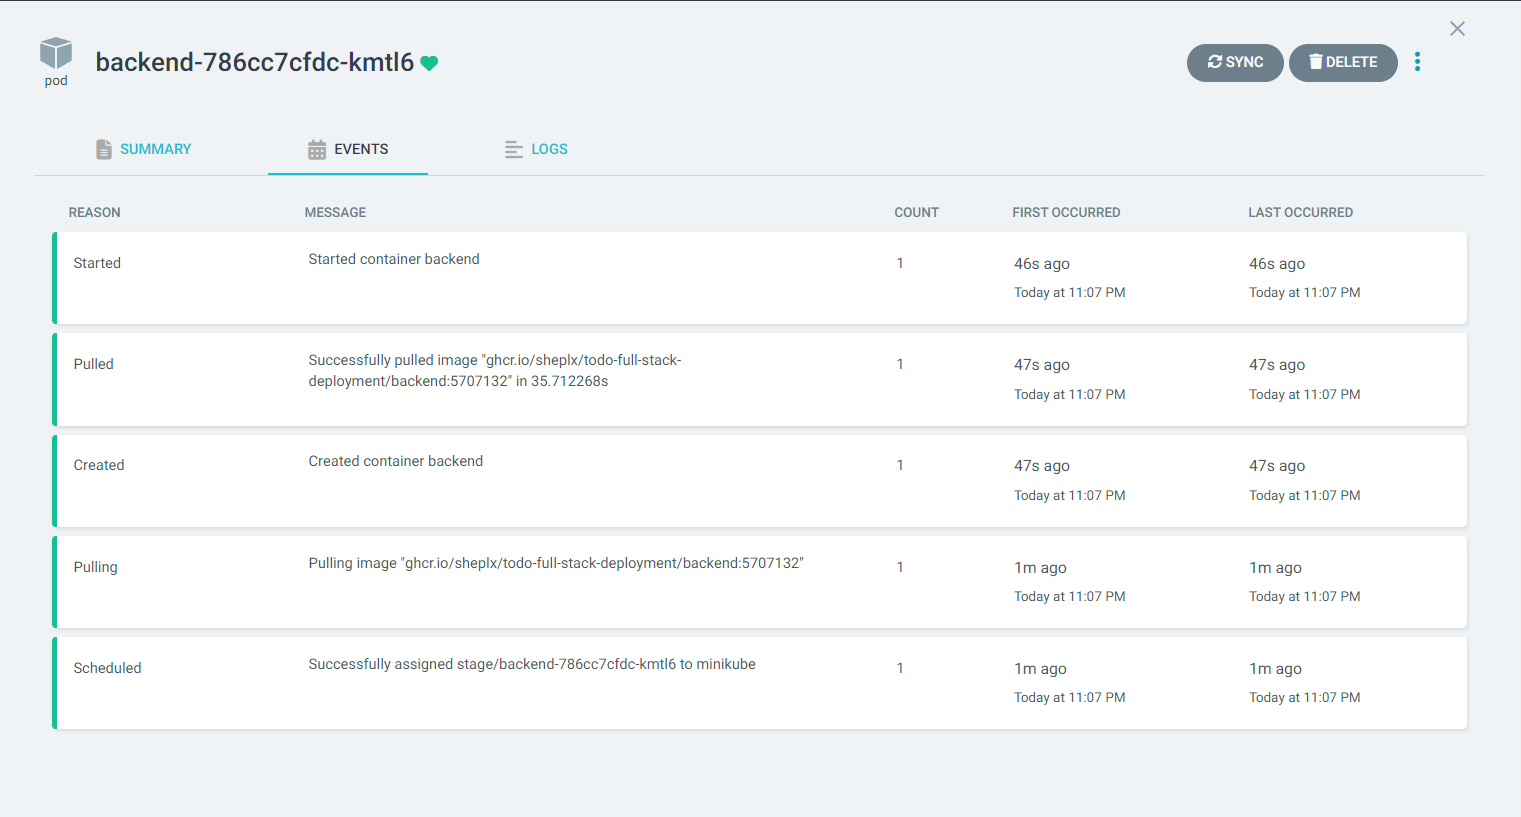 pod
backend-786cc7cfdc-kmtl6
SYNC
DELETE
SUMMARY
EVENTS
LOGS
REASON MESSAGE COUNT FIRST OCCURRED LAST OCCURRED
Started Started container backend 1 46s ago 46s ago
Today at 11:07 PM Today at 11:07 PM
Pulled Successfully pulled image "ghcr.io/sheplx/todo-full-stack- 1 47s ago 47s ago
deployment/backend:5707132" in 35.712268s Today at 11:07 PM Today at 11:07 PM
Created Created container backend 1 47s ago 47s ago
Today at 11:07 PM Today at 11:07 PM
Pulling Pulling image "ghcr.io/sheplx/todo-full-stack-deployment/backend:5707132" 1 1m ago 1m ago
Today at 11:07 PM Today at 11:07 PM
Scheduled Successfully assigned stage/backend-786cc7cfdc-kmtl6 to minikube 1 1m ago 1m ago
Today at 11:07 PM Today at 11:07 PM